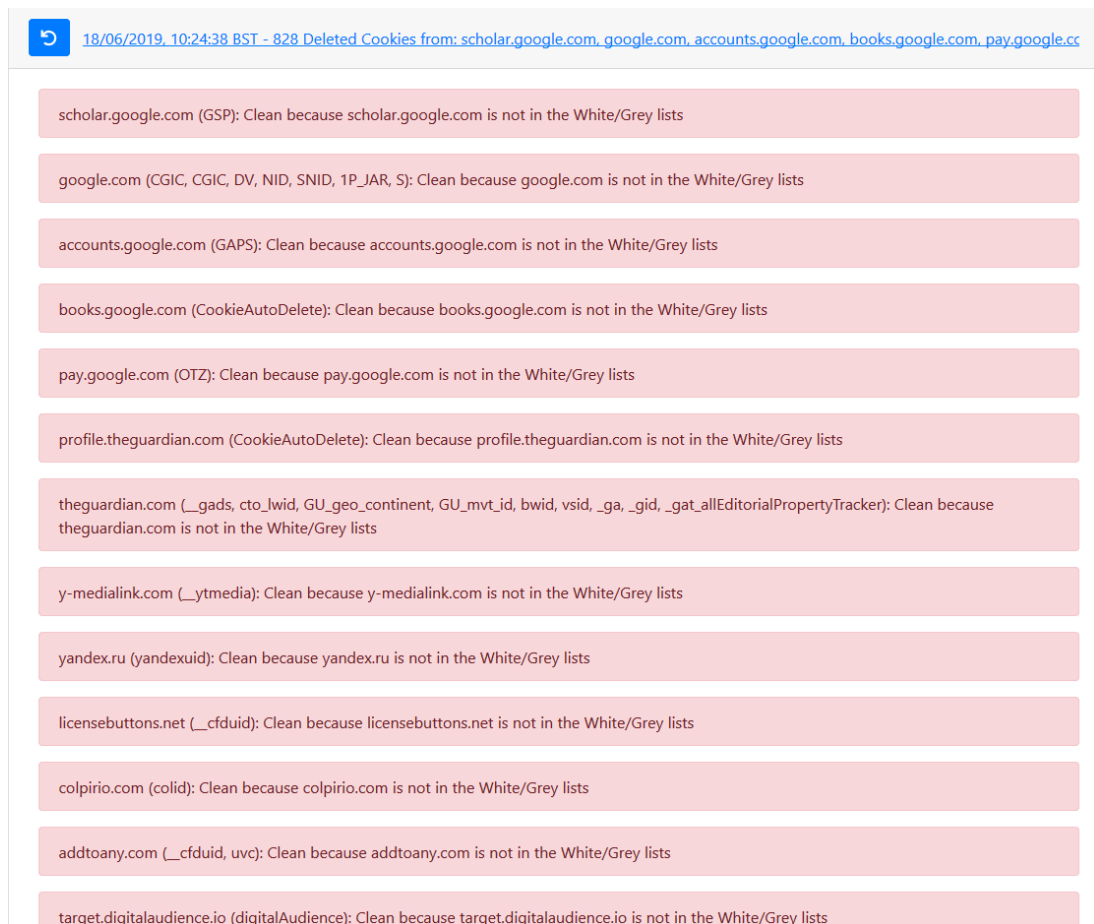 18/06/2019, 10:24:38 BST - 828 Deleted Cookies from: scholar.google.com, google.com, accounts.google.com, books.google.com, pay.google.cc
scholar.google.com (GSP): Clean because scholar.google.com is not in the White/Grey lists
google.com (CGIC, CGIC, DV, NID, SNID, 1P_JAR, S): Clean because google.com is not in the White/Grey lists
accounts.google.com (GAPS): Clean because accounts.google.com is not in the White/Grey lists
books.google.com (CookieAutoDelete): Clean because books.google.com is not in the White/Grey lists
pay.google.com (OTZ): Clean because pay.google.com is not in the White/Grey lists
profile.theguardian.com (CookieAutoDelete): Clean because profile.theguardian.com is not in the White/Grey lists
theguardian.com (__gads, cto_lwid, GU_geo_continent, GU_mvt_id, bwid, vsid, _ga, _gid, _gat_allEditorialPropertyTracker): Clean because
theguardian.com is not in the White/Grey lists
y-medialink.com (__ytmedia): Clean because y-medialink.com is not in the White/Grey lists
yandex.ru (yandexuid): Clean because yandex.ru is not in the White/Grey lists
licensebuttons.net (__cfduid): Clean because licensebuttons.net is not in the White/Grey lists
colpirio.com (colid): Clean because colpirio.com is not in the White/Grey lists
addtoany.com (__cfduid, uvc): Clean because addtoany.com is not in the White/Grey lists
target.digitalaudience.io (digitalAudience): Clean because target.digitalaudience.io is not in the White/Grey lists